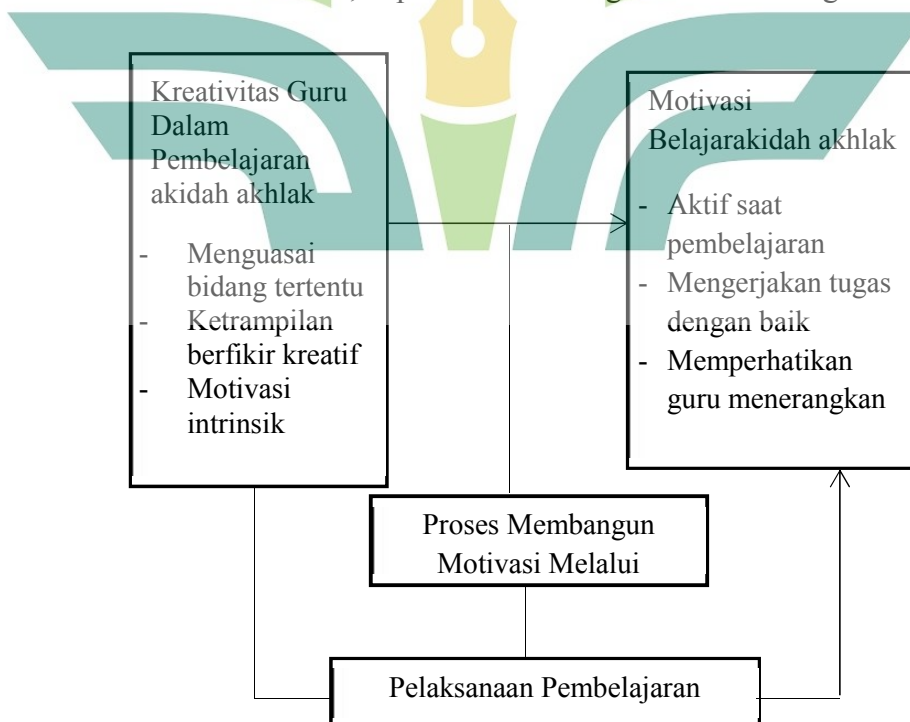 Kreativitas Guru
Dalam
Pembelajaran
akidah akhlak
- Menguasai
bidang tertentu
- Ketrampilan
berfikir kreatif
- Motivasi
intrinsik
Motivasi
Belajarakidah akhlak
- Aktif saat
pembelajaran
- Mengerjakan tugas
dengan baik
- Memperhatikan
guru menerangkan
Proses Membangun
Motivasi Melalui
Pelaksanaan Pembelajaran